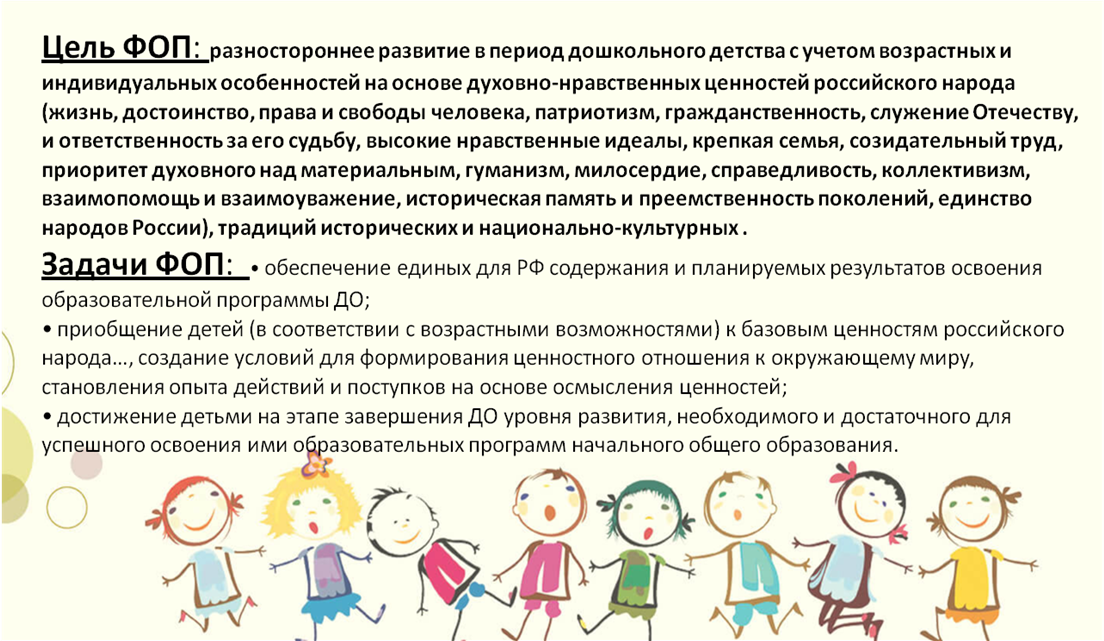 Цель ФОП: разностороннее развитие в период дошкольного детства с учетом возрастных и
индивидуальных особенностей на основе духовно-нравственных ценностей российского народа
(жизнь, достоинство, права и свободы человека, патриотизм, гражданственность, служение Отечеству,
и ответственность за его судьбу, высокие нравственные идеалы, крепкая семья, созидательный труд,
приоритет духовного над материальным, гуманизм, милосердие, справедливость, коллективизм,
взаимопомощь и взаимоуважение, историческая память и преемственность поколений, единство
народов России), традиций исторических и национально-культурных .
Задачи ФОП: • обеспечение единых для РФ содержания и планируемых результатов освоения
образовательной программы ДО;
• приобщение детей (в соответствии с возрастными возможностями) к базовым ценностям российского
народа…, создание условий для формирования ценностного отношения к окружающему миру,
становления опыта действий и поступков на основе осмысления ценностей;
• достижение детьми на этапе завершения ДО уровня развития, необходимого и достаточного для
успешного освоения ими образовательных программ начального общего образования.